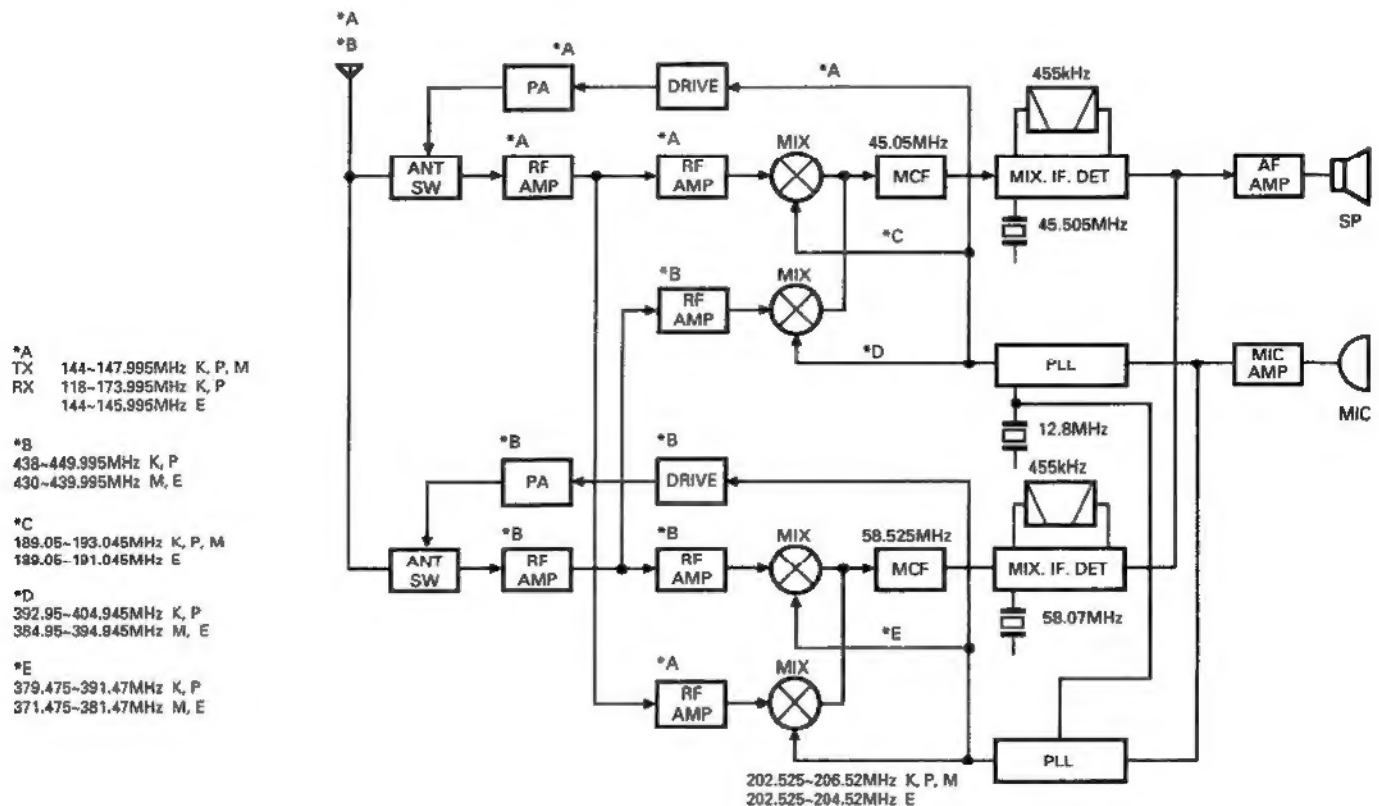 *A
*B
*A
*A
455kHz
PA
DRIVE
*A
*A
MIX
45.05MHz
ANT SW
RF AMP
RF AMP
MCF
MIX. IF. DET
AF AMP
SP
45.505MHz
*C
*B
MIX
RF AMP
*D
PLL
MIC AMP
MIC
12.8MHz
*A
TX 144~147.995MHz K, P, M
RX 118~173.995MHz K, P
144~145.995MHz E
*B
438~449.995MHz K, P
430~439.995MHz M, E
*C
189.05~193.045MHz K, P, M
189.05~191.045MHz E
*D
392.95~404.945MHz K, P
384.95~394.945MHz M, E
*E
379.475~391.47MHz K, P
371.475~381.47MHz M, E
*B
*B
455kHz
PA
DRIVE
*B
*B
MIX
58.525MHz
ANT SW
RF AMP
RF AMP
MCF
MIX. IF. DET
58.07MHz
*E
*A
MIX
RF AMP
PLL
202.525~206.52MHz K, P, M
202.525~204.52MHz E